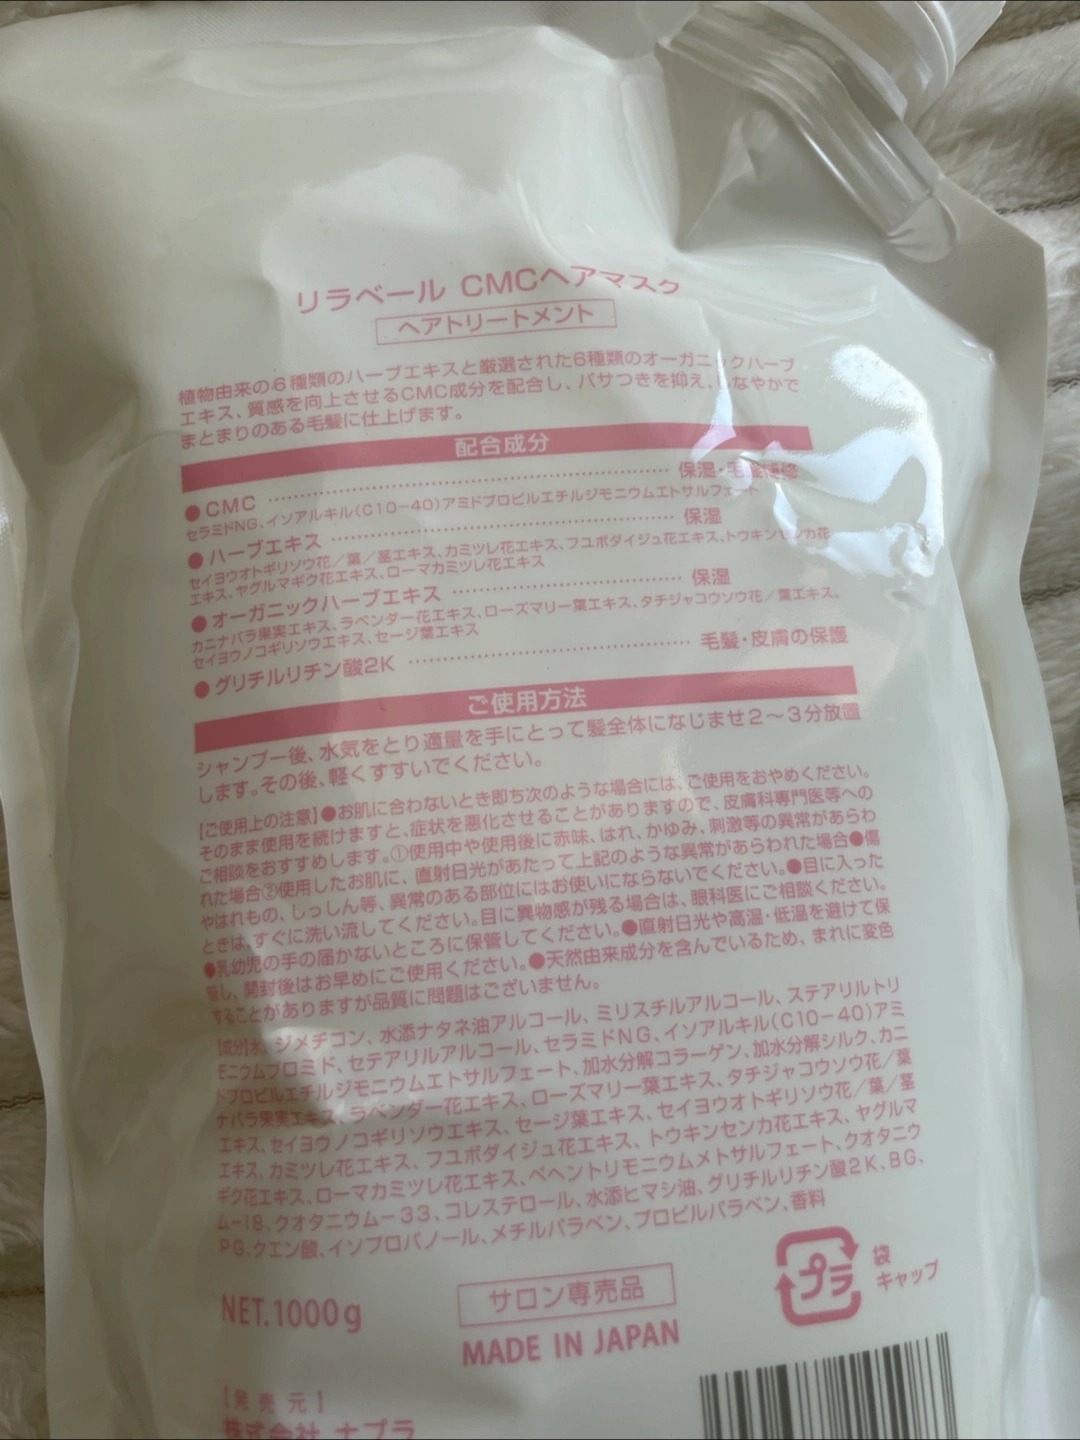 リラベール CMCヘアマスク
ヘアトリートメント
植物由来の6種類のハーブエキスと厳選された6種類のオーガニックハーブ
エキス、質感を向上させるCMC成分を配合し、パサつきを抑え、しなやかで
まとまりのある毛髪に仕上げます。
配合成分
●CMC 保湿・毛髪補修
セラミドNG、イソアルキル(C10−40)アミドプロピルエチルジモニウムエトサルフェート
●ハーブエキス 保湿
セイヨウオトギリソウ花/葉/茎エキス、カミツレ花エキス、フユボダイジュ花エキス、トウキンセンカ花
エキス、ヤグルマギク花エキス、ローマカミツレ花エキス
●オーガニックハーブエキス 保湿
カニナバラ果実エキス、ラベンダー花エキス、ローズマリー葉エキス、タチジャコウソウ花/葉エキス、
セイヨウノコギリソウエキス、セージ葉エキス
●グリチルリチン酸2K 毛髪・皮膚の保護
ご使用方法
シャンプー後、水気をとり適量を手にとって髪全体になじませ2〜3分放置
します。その後、軽くすすいでください。
【ご使用上の注意】●お肌に合わないとき即ち次のような場合には、ご使用をおやめください。
そのまま使用を続けますと、症状を悪化させることがありますので、皮膚科専門医等への
ご相談をおすすめします。①使用中や使用後に赤味、はれ、かゆみ、刺激等の異常があらわ
れた場合②使用したお肌に、直射日光があたって上記のような異常があらわれた場合●傷
やはれもの、しっしん等、異常のある部位にはお使いにならないでください。●目に入った
ときは、すぐに洗い流してください。目に異物感が残る場合は、眼科医にご相談ください。
●乳幼児の手の届かないところに保管してください。●直射日光や高温・低温を避けて保
管し、開封後はお早めにご使用ください。●天然由来成分を含んでいるため、まれに変色
することがありますが品質に問題はございません。
【成分】水、ジメチコン、水添ナタネ油アルコール、ミリスチルアルコール、ステアリルトリ
モニウムブロミド、セテアリルアルコール、セラミドNG、イソアルキル(C10−40)アミ
ドプロピルエチルジモニウムエトサルフェート、加水分解コラーゲン、加水分解シルク、カニ
ナバラ果実エキス、ラベンダー花エキス、ローズマリー葉エキス、タチジャコウソウ花/葉
エキス、セイヨウノコギリソウエキス、セージ葉エキス、セイヨウオトギリソウ花/葉/茎
エキス、カミツレ花エキス、フユボダイジュ花エキス、トウキンセンカ花エキス、ヤグルマ
ギク花エキス、ローマカミツレ花エキス、ベヘントリモニウムメトサルフェート、クオタニウ
ム−18、クオタニウム−33、コレステロール、水添ヒマシ油、グリチルリチン酸2K、BG、
PG、クエン酸、イソプロパノール、メチルパラベン、プロピルパラベン、香料
NET.1000g
サロン専売品
MADE IN JAPAN
プラ
袋
キャップ
【発売元】
株式会社 ナプラ